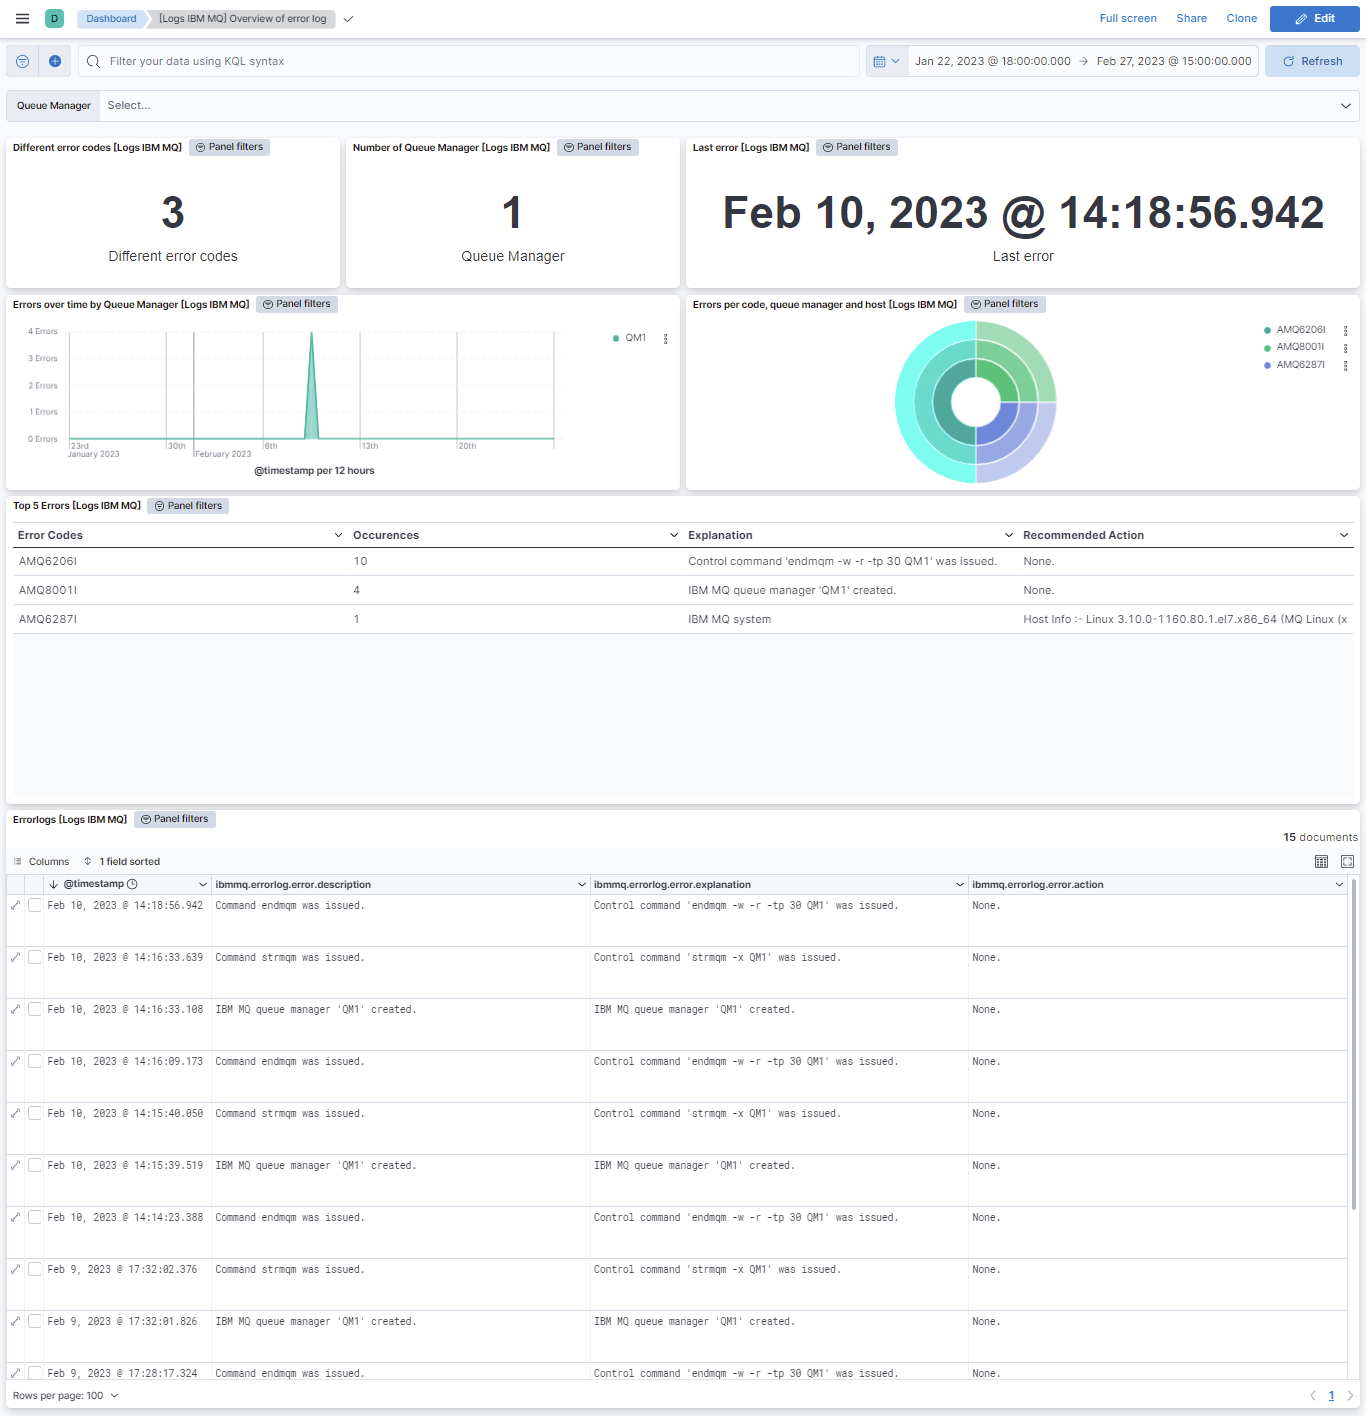 D Dashboard [Logs IBM MQ] Overview of error log Full screen Share Clone Edit
Filter your data using KQL syntax Jan 22, 2023 @ 18:00:00.000 → Feb 27, 2023 @ 15:00:00.000 Refresh
Queue Manager Select...
Different error codes [Logs IBM MQ] Panel filters
3
Different error codes
Number of Queue Manager [Logs IBM MQ] Panel filters
1
Queue Manager
Last error [Logs IBM MQ] Panel filters
Feb 10, 2023 @ 14:18:56.942
Last error
Errors over time by Queue Manager [Logs IBM MQ] Panel filters
4 Errors
3 Errors
2 Errors
1 Errors
0 Errors
23rd 30th 6th 13th 20th
January 2023 February 2023
@timestamp per 12 hours
QM1
Errors per code, queue manager and host [Logs IBM MQ] Panel filters
AMQ6206I
AMQ8001I
AMQ6287I
Top 5 Errors [Logs IBM MQ] Panel filters
Error Codes Occurences Explanation Recommended Action
AMQ6206I 10 Control command 'endmqm -w -r -tp 30 QM1' was issued. None.
AMQ8001I 4 IBM MQ queue manager 'QM1' created. None.
AMQ6287I 1 IBM MQ system Host Info :- Linux 3.10.0-1160.80.1.el7.x86_64 (MQ Linux (x
Errorlogs [Logs IBM MQ] Panel filters
15 documents
Columns 1 field sorted
@timestamp ibmmq.errorlog.error.description ibmmq.errorlog.error.explanation ibmmq.errorlog.error.action
Feb 10, 2023 @ 14:18:56.942 Command endmqm was issued. Control command 'endmqm -w -r -tp 30 QM1' was issued. None.
Feb 10, 2023 @ 14:16:33.639 Command strmqm was issued. Control command 'strmqm -x QM1' was issued. None.
Feb 10, 2023 @ 14:16:33.108 IBM MQ queue manager 'QM1' created. IBM MQ queue manager 'QM1' created. None.
Feb 10, 2023 @ 14:16:09.173 Command endmqm was issued. Control command 'endmqm -w -r -tp 30 QM1' was issued. None.
Feb 10, 2023 @ 14:15:40.050 Command strmqm was issued. Control command 'strmqm -x QM1' was issued. None.
Feb 10, 2023 @ 14:15:39.519 IBM MQ queue manager 'QM1' created. IBM MQ queue manager 'QM1' created. None.
Feb 10, 2023 @ 14:14:23.388 Command endmqm was issued. Control command 'endmqm -w -r -tp 30 QM1' was issued. None.
Feb 9, 2023 @ 17:32:02.376 Command strmqm was issued. Control command 'strmqm -x QM1' was issued. None.
Feb 9, 2023 @ 17:32:01.826 IBM MQ queue manager 'QM1' created. IBM MQ queue manager 'QM1' created. None.
Feb 9, 2023 @ 17:28:17.324 Command endmqm was issued. Control command 'endmqm -w -r -tp 30 QM1' was issued. None.
Rows per page: 100 1